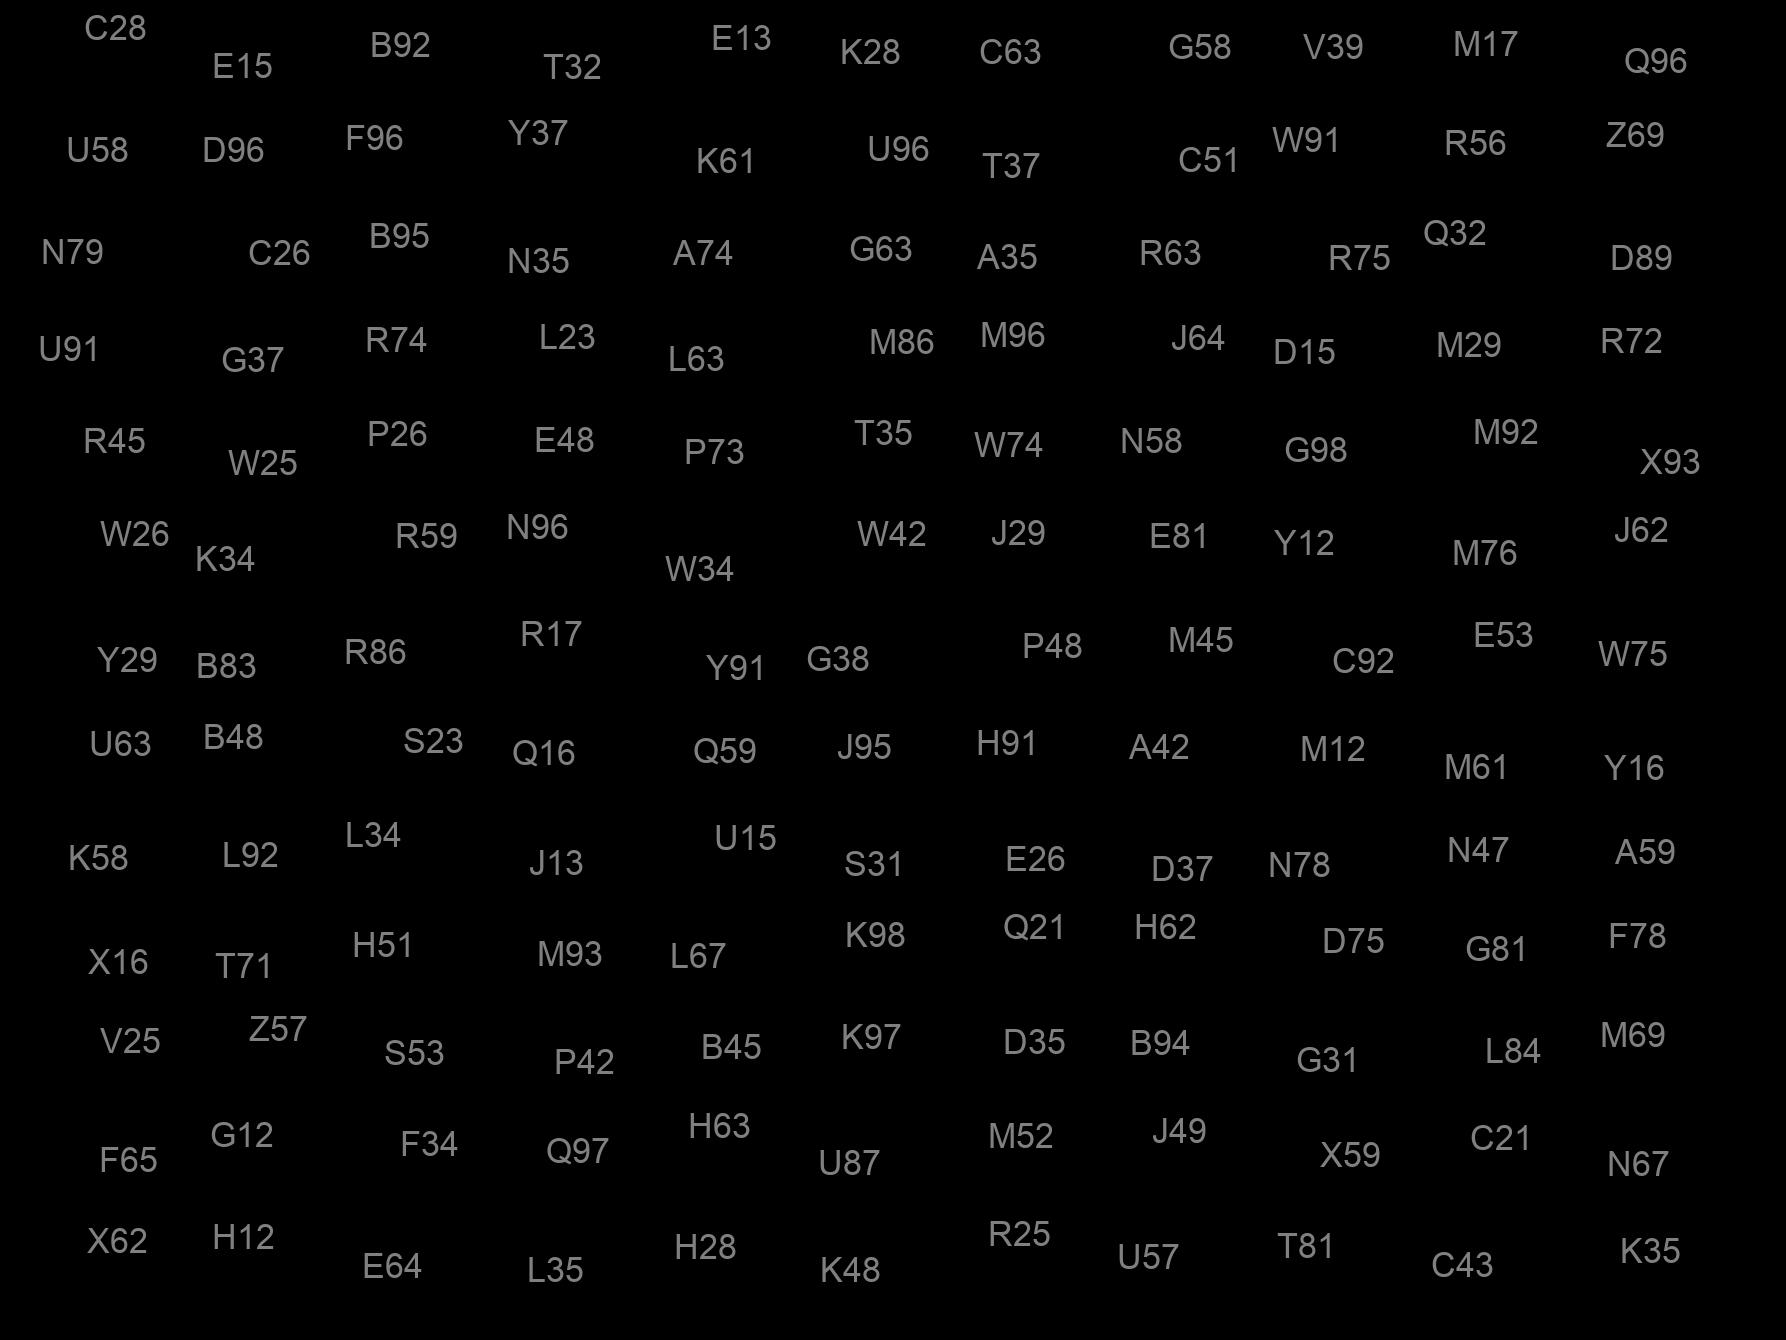 C28 E15 B92 T32 E13 K28 C63 G58 V39 M17 Q96
U58 D96 F96 Y37 K61 U96 T37 C51 W91 R56 Z69
N79 C26 B95 N35 A74 G63 A35 R63 R75 Q32 D89
U91 G37 R74 L23 L63 M86 M96 J64 D15 M29 R72
R45 W25 P26 E48 P73 T35 W74 N58 G98 M92 X93
W26 K34 R59 N96 W34 W42 J29 E81 Y12 M76 J62
Y29 B83 R86 R17 Y91 G38 P48 M45 C92 E53 W75
U63 B48 S23 Q16 Q59 J95 H91 A42 M12 M61 Y16
K58 L92 L34 J13 U15 S31 E26 D37 N78 N47 A59
X16 T71 H51 M93 L67 K98 Q21 H62 D75 G81 F78
V25 Z57 S53 P42 B45 K97 D35 B94 G31 L84 M69
F65 G12 F34 Q97 H63 U87 M52 J49 X59 C21 N67
X62 H12 E64 L35 H28 K48 R25 U57 T81 C43 K35